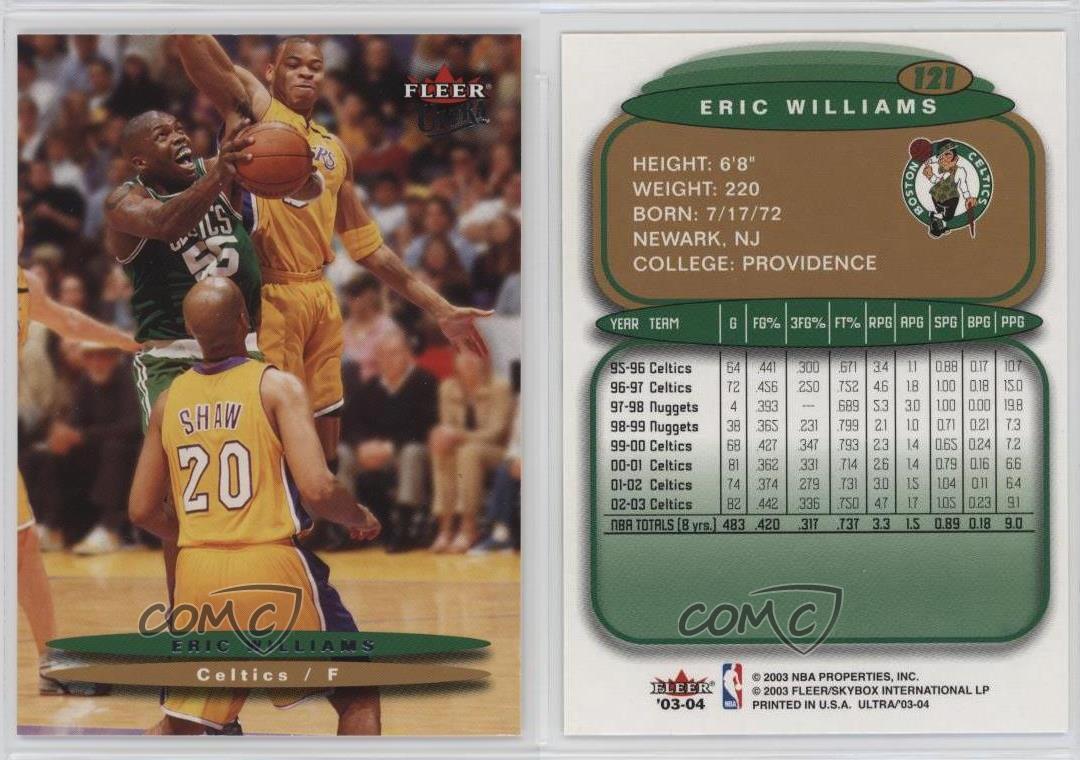 FLEER
ULTRA
ERS
CELTICS
55
SHAW
20
COMC
ERIC WILLIAMS
Celtics / F
121
ERIC WILLIAMS
HEIGHT: 6'8"
WEIGHT: 220
BORN: 7/17/72
NEWARK, NJ
COLLEGE: PROVIDENCE
BOSTON CELTICS
YEAR TEAM G FG% 3FG% FT% RPG APG SPG BPG PPG
95-96 Celtics 64 .441 .300 .671 3.4 1.1 0.88 0.17 10.7
96-97 Celtics 72 .456 .250 .752 4.6 1.8 1.00 0.18 15.0
97-98 Nuggets 4 .393 --- .689 5.3 3.0 1.00 0.00 19.8
98-99 Nuggets 38 .365 .231 .799 2.1 1.0 0.71 0.21 7.3
99-00 Celtics 68 .427 .347 .793 2.3 1.4 0.65 0.24 7.2
00-01 Celtics 81 .362 .331 .714 2.6 1.4 0.79 0.16 6.6
01-02 Celtics 74 .374 .279 .731 3.0 1.5 1.04 0.11 6.4
02-03 Celtics 82 .442 .336 .750 4.7 1.7 1.05 0.23 9.1
NBA TOTALS (8 yrs.) 483 .420 .317 .737 3.3 1.5 0.89 0.18 9.0
COMC
FLEER
'03-04
NBA
© 2003 NBA PROPERTIES, INC.
© 2003 FLEER/SKYBOX INTERNATIONAL LP
PRINTED IN U.S.A. ULTRA/'03-04